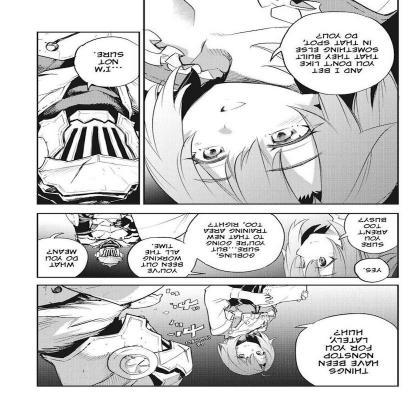 THINGS
HAVE BEEN
NONSTOP
FOR YOU
LATELY,
HUH?
YES.
SURE
YOU
AREN'T
TOO
BUSY?
GOBLINS,
SURE...BUT
YOU'RE GOING
TO THAT NEW
TRAINING AREA
TOO, RIGHT?
YOU'VE
BEEN
WORKING OUT
ALL THE
TIME.
WHAT
DO YOU
MEAN?
AND I BET
YOU DON'T LIKE
THAT THEY BUILT
SOMETHING ELSE
IN THAT SPOT,
DO YOU?
...I'M
NOT
SURE.